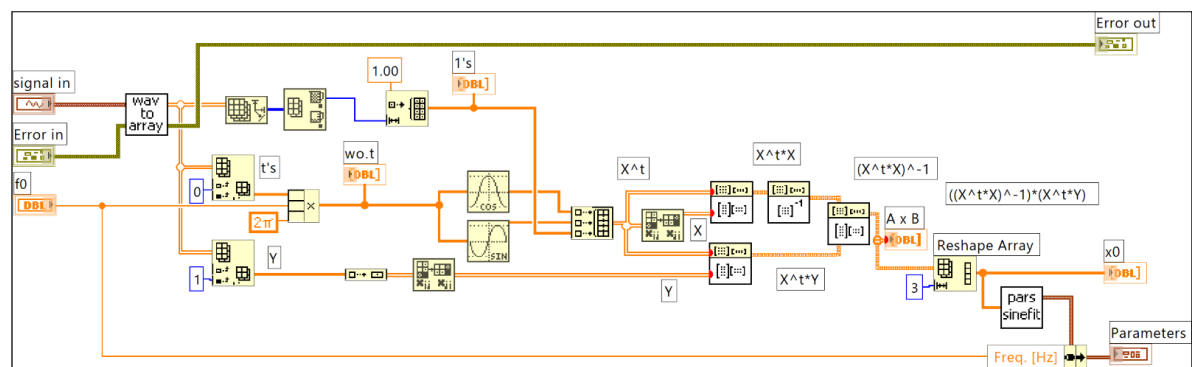 Error out
signal in
1.00
1's
DBL
wav
to
array
Error in
wo.t
X^t
X^t*X
(X^t*X)^-1
f0
t's
DBL
((X^t*X)^-1)*(X^t*Y)
0
DBL
COS
-1
X
A x B
2π
x
DBL
SIN
Reshape Array
Y
x0
1
DBL
Y
X^t*Y
3
pars
sinefit
Parameters
Freq. [Hz]